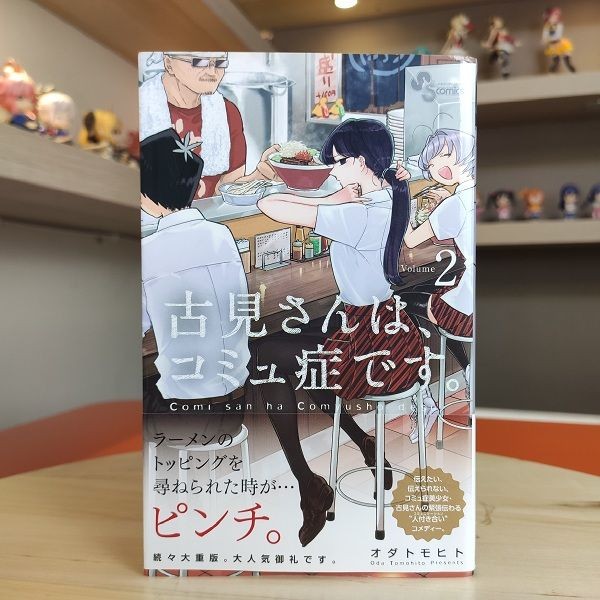 盛り
comics
Volume 2
古見さんは、
コミュ症です。
Comi san ha Comyusho desu.
ラーメンの
トッピングを
尋ねられた時が…
ピンチ。
続々大重版。大人気御礼です。
伝えたい、
伝えられない。
コミュ症美少女・
古見さんの緊張伝わる
"人付き合い"
コメディー。
オダトモヒト
Oda Tomohito Presents